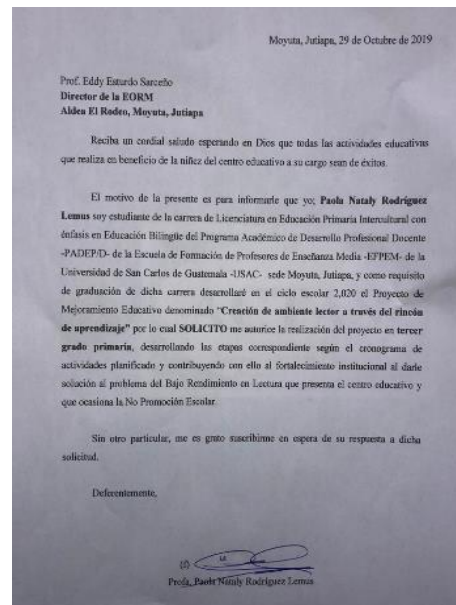 Moyuta, Jutiapa, 29 de Octubre de 2019
Prof. Eddy Esturdo Sarceño
Director de la EORM
Aldea El Rodeo, Moyuta, Jutiapa
Reciba un cordial saludo esperando en Dios que todas las actividades educativas
que realiza en beneficio de la niñez del centro educativo a su cargo sean de éxitos.
El motivo de la presente es para informarle que yo; Paola Nataly Rodríguez
Lemus soy estudiante de la carrera de Licenciatura en Educación Primaria Intercultural con
énfasis en Educación Bilingüe del Programa Académico de Desarrollo Profesional Docente
-PADEP/D- de la Escuela de Formación de Profesores de Enseñanza Media -EFPEM- de la
Universidad de San Carlos de Guatemala -USAC- sede Moyuta, Jutiapa, y como requisito
de graduación de dicha carrera desarrollaré en el ciclo escolar 2,020 el Proyecto de
Mejoramiento Educativo denominado "Creación de ambiente lector a través del rincón
de aprendizaje" por lo cual SOLICITO me autorice la realización del proyecto en tercer
grado primaria, desarrollando las etapas correspondiente según el cronograma de
actividades planificado y contribuyendo con ello al fortalecimiento institucional al darle
solución al problema del Bajo Rendimiento en Lectura que presenta el centro educativo y
que ocasiona la No Promoción Escolar.
Sin otro particular, me es grato suscribirme en espera de su respuesta a dicha
solicitud.
Deferentemente,
(f)
Profa. Paola Nataly Rodríguez Lemus